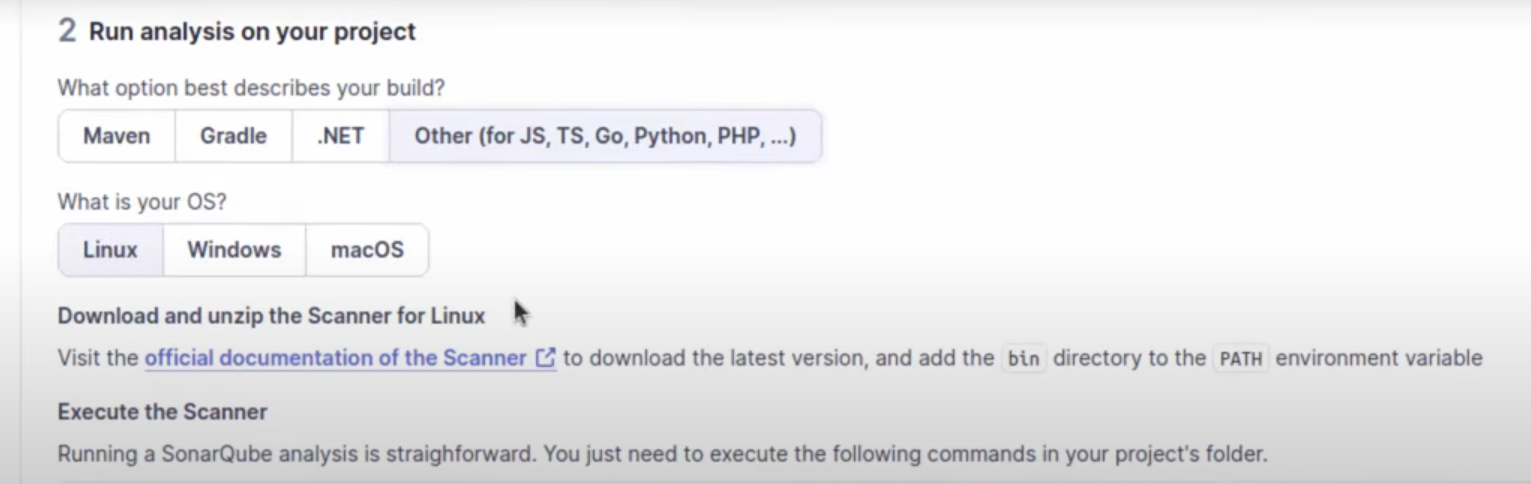 2 Run analysis on your project
What option best describes your build?
Maven Gradle .NET Other (for JS, TS, Go, Python, PHP, ...)
What is your OS?
Linux Windows macOS
Download and unzip the Scanner for Linux
Visit the official documentation of the Scanner to download the latest version, and add the bin directory to the PATH environment variable
Execute the Scanner
Running a SonarQube analysis is straighforward. You just need to execute the following commands in your project's folder.